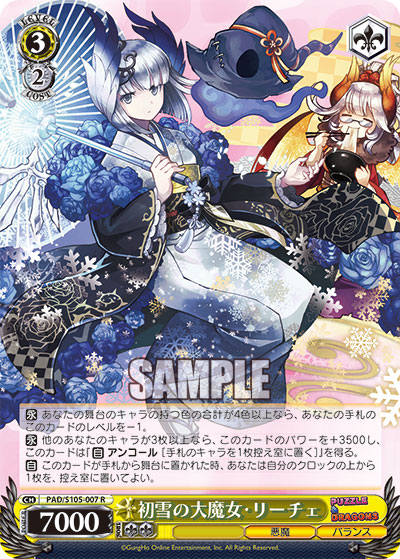 LEVEL
3
2
COST
SAMPLE
永 あなたの舞台のキャラの持つ色の合計が4色以上なら、あなたの手札の
このカードのレベルを－1。
永 他のあなたのキャラが3枚以上なら、このカードのパワーを＋3500し、
このカードは『自 アンコール [手札のキャラを1枚控え室に置く]』を得る。
自 このカードが手札から舞台に置かれた時、あなたは自分のクロックの上から
1枚を、控え室に置いてよい。
CH PAD/S105-007 R
初雪の大魔女・リーチェ
PUZZLE & DRAGONS
POWER
7000
SOUL
悪魔
バランス
©GungHo Online Entertainment, Inc. All Rights Reserved.